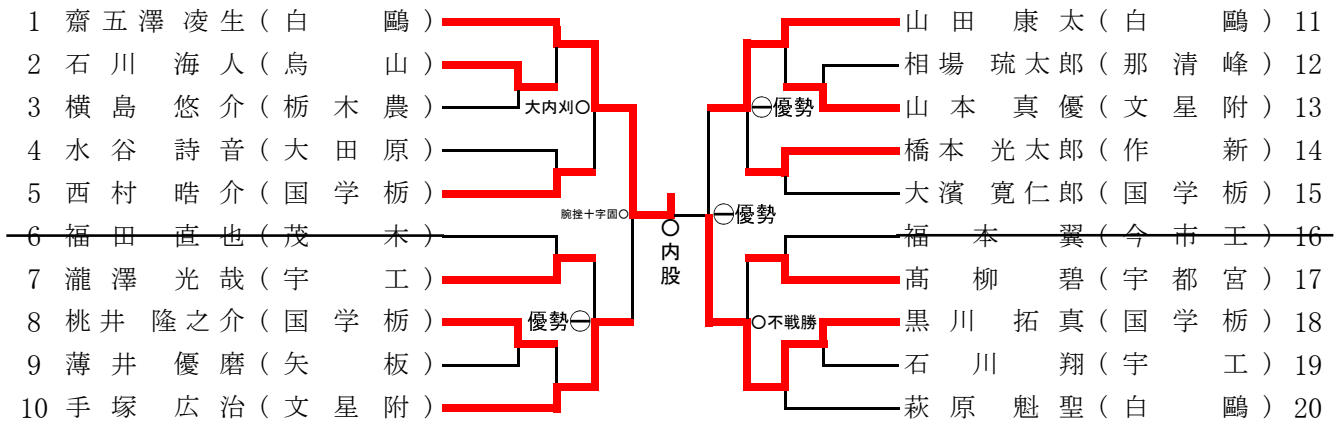 1 齋五澤 凌生(白 鷗) 山田 康太(白 鷗) 11
2 石川 海人(烏 山) 相場 琉太郎(那清峰) 12
3 横島 悠介(栃木農) 大内刈○ ○優勢 山本 真優(文星附) 13
4 水谷 詩音(大田原) 橋本 光太郎(作 新) 14
5 西村 晧介(国学栃) 大濱 寛仁郎(国学栃) 15
腕挫十字固○ ○内股 ○優勢
6 福田 直也(茂 木) 福本 翼(今市工) 16
7 瀧澤 光哉(宇 工) 髙柳 碧(宇都宮) 17
8 桃井 隆之介(国学栃) 優勢○ ○不戦勝 黒川 拓真(国学栃) 18
9 薄井 優磨(矢 板) 石川 翔(宇 工) 19
10 手塚 広治(文星附) 萩原 魁聖(白 鷗) 20